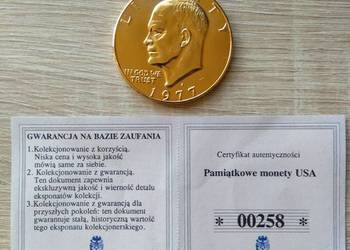 LIBERTY
IN GOD WE
TRUST
1977
GWARANCJA NA BAZIE ZAUFANIA
1.Kolekcjonowanie z korzyścią.
Niska cena i wysoka jakość
mówią same za siebie.
2. Kolekcjonowanie z gwarancją.
Ten dokument zapewnia
ekskluzywną jakość i wierność detalu
eksponatów kolekcji.
3.Kolekcjonowanie z gwarancją dla
przyszłych pokoleń: ten dokument
gwarantuje stałą, historyczną wartość
tego eksponatu kolekcjonerskiego.
Certyfikat autentyczności
Pamiątkowe monety USA
* 00258 *